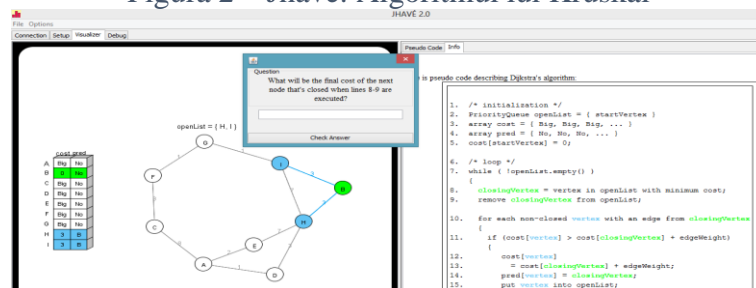 Figura 2 – Jhave: Algoritmul lui Kruskal
JHAVÉ 2.0
File Options
Connection Setup Visualizer Debug
Pseudo Code Info
Question
What will be the final cost of the next
node that's closed when lines 8-9 are
executed?
Check Answer
is pseudo code describing Dijkstra's algorithm:
openList = { H, I }
cost pred
A Big No
B 0 No
C Big No
D Big No
E Big No
F Big No
G Big No
H 3 B
I 3 B
G
I
F
B
H
C
E
A
D
1. /* initialization */
2. PriorityQueue openList = { startVertex }
3. array cost = { Big, Big, Big, ... }
4. array pred = { No, No, No, ... }
5. cost[startVertex] = 0;
6. /* loop */
7. while ( !openList.empty() )
{
8. closingVertex = vertex in openList with minimum cost;
9. remove closingVertex from openList;
10. for each non-closed vertex with an edge from closingVertex
{
11. if (cost[vertex] > cost[closingVertex] + edgeWeight)
{
12. cost[vertex]
13. = cost[closingVertex] + edgeWeight;
14. pred[vertex] = closingVertex;
15. put vertex into openList;